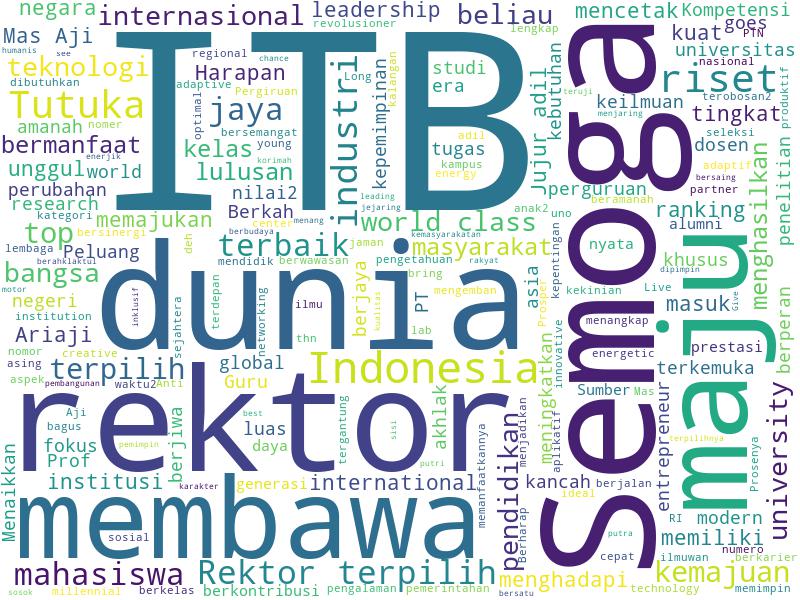 negara
internasional
leadership
revolusioner
beliau
lengkap
mencetak
Kompetensi
goes
PTN
Mas Aji
humanis
see
teknologi
dibutuhkan
regional
chance
adaptive
Harapan
Long
kalangan
kepemimpinan
studi
era
kebutuhan
kuat
universitas
nasional
riset
teruji
keilmuan
terobosan2
menjaring
tingkat
produktif
Tutuka
amanah
nomer
optimal
Pergiruan
jaya
bersemangat
young
industri
ITB
adil
tugas
kampus
energy
Jujur adil
seleksi
dosen
adaptif
bersaing
partner
penelitian
bermanfaat
enerjik
unggul
world
kelas
korimah
lulusan
nilai2
leading
jejaring
menang
perguruan
beramanah
ranking
alumni
menghasilkan
perubahan
research
kategori
memajukan
Berkah
center
berbudaya
world class
kemasyarakatan
anak2
uno
kepentingan
nyata
khusus
dipimpin
top
bersinergi
lembaga
berahklaktul
Peluang
deh
terbaik
mendidik
berwawasan
jaman
masyarakat
pengetahuan
rakyat
asia
bangsa
motor
negeri
institution
dunia
inklusif
sejahtera
terdepan
networking
ilmu
thn
berjaya
kualitas
bring
mengemban
PT
lab
Prosper
innovative
kekinian
Live
masuk
Give
menangkap
energetic
prestasi
berperan
Ariaji
nomor
asing
creative
aspek
terpilih
pembangunan
waktu2
Anti
global
Guru
Indonesia
Semoga
maju
terkemuka
Sumber
Mas
meningkatkan
entrepreneur
terpilihnya
Prosenya
university
rektor
Aji
bagus
fokus
Prof
pemimpin
berjiwa
best
luas
daya
tergantung
sisi
akhlak
putri
memanfaatkannya
pendidikan
menjadikan
Berharap
aplikatif
Menaikkan
institusi
karakter
generasi
international
kancah
berjalan
ideal
RI
modern
membawa
sosial
putra
cepat
memiliki
ilmuwan
numero
berkarier
mahasiswa
Rektor terpilih
menghadapi
kemajuan
sosok
millennial
berkelas
berkontribusi
pengalaman
pemerintahan
bersatu
technology
memimpin